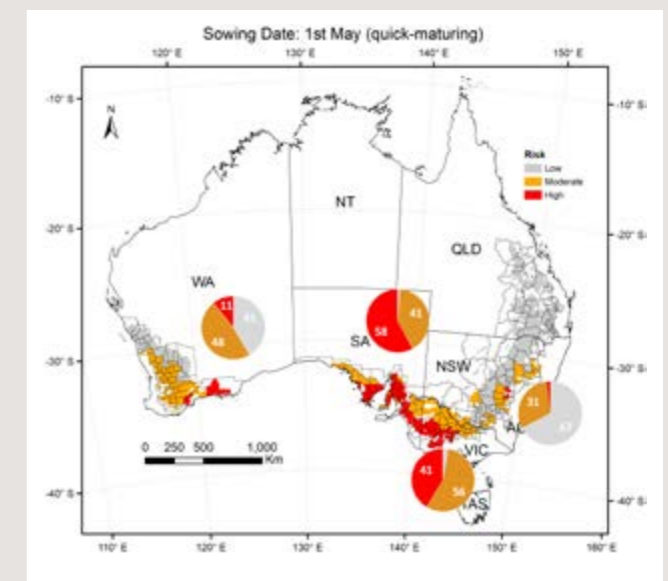 Sowing Date: 1st May (quick-maturing)
120° E 130° E 140° E 150° E
-10° S -10° S
N
Risk
Low
Moderate
High
NT
-20° S -20° S
QLD
WA
11
48
41
58
SA
-30° S -30° S
NSW
31
67
0 250 500 1,000
Km
VIC
41
56
-40° S -40° S
AS
110° E 120° E 130° E 140° E 150° E 160° E